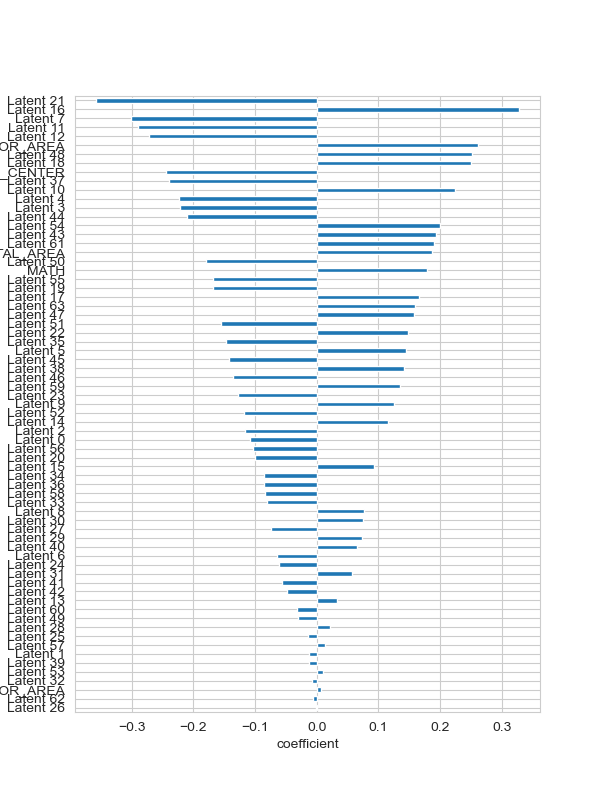 Latent 21
Latent 16
Latent 7
Latent 11
Latent 12
OR_AREA
Latent 48
Latent 18
_CENTER
Latent 37
Latent 10
Latent 4
Latent 3
Latent 44
Latent 54
Latent 43
Latent 61
TAL_AREA
Latent 50
MATH
Latent 55
Latent 19
Latent 17
Latent 63
Latent 47
Latent 51
Latent 22
Latent 35
Latent 5
Latent 45
Latent 38
Latent 46
Latent 59
Latent 23
Latent 9
Latent 52
Latent 14
Latent 2
Latent 0
Latent 56
Latent 20
Latent 15
Latent 34
Latent 36
Latent 58
Latent 33
Latent 8
Latent 30
Latent 27
Latent 29
Latent 40
Latent 6
Latent 24
Latent 31
Latent 41
Latent 42
Latent 13
Latent 60
Latent 49
Latent 28
Latent 25
Latent 57
Latent 1
Latent 39
Latent 53
Latent 32
OR_AREA
Latent 62
Latent 26
−0.3 −0.2 −0.1 0.0 0.1 0.2 0.3
coefficient